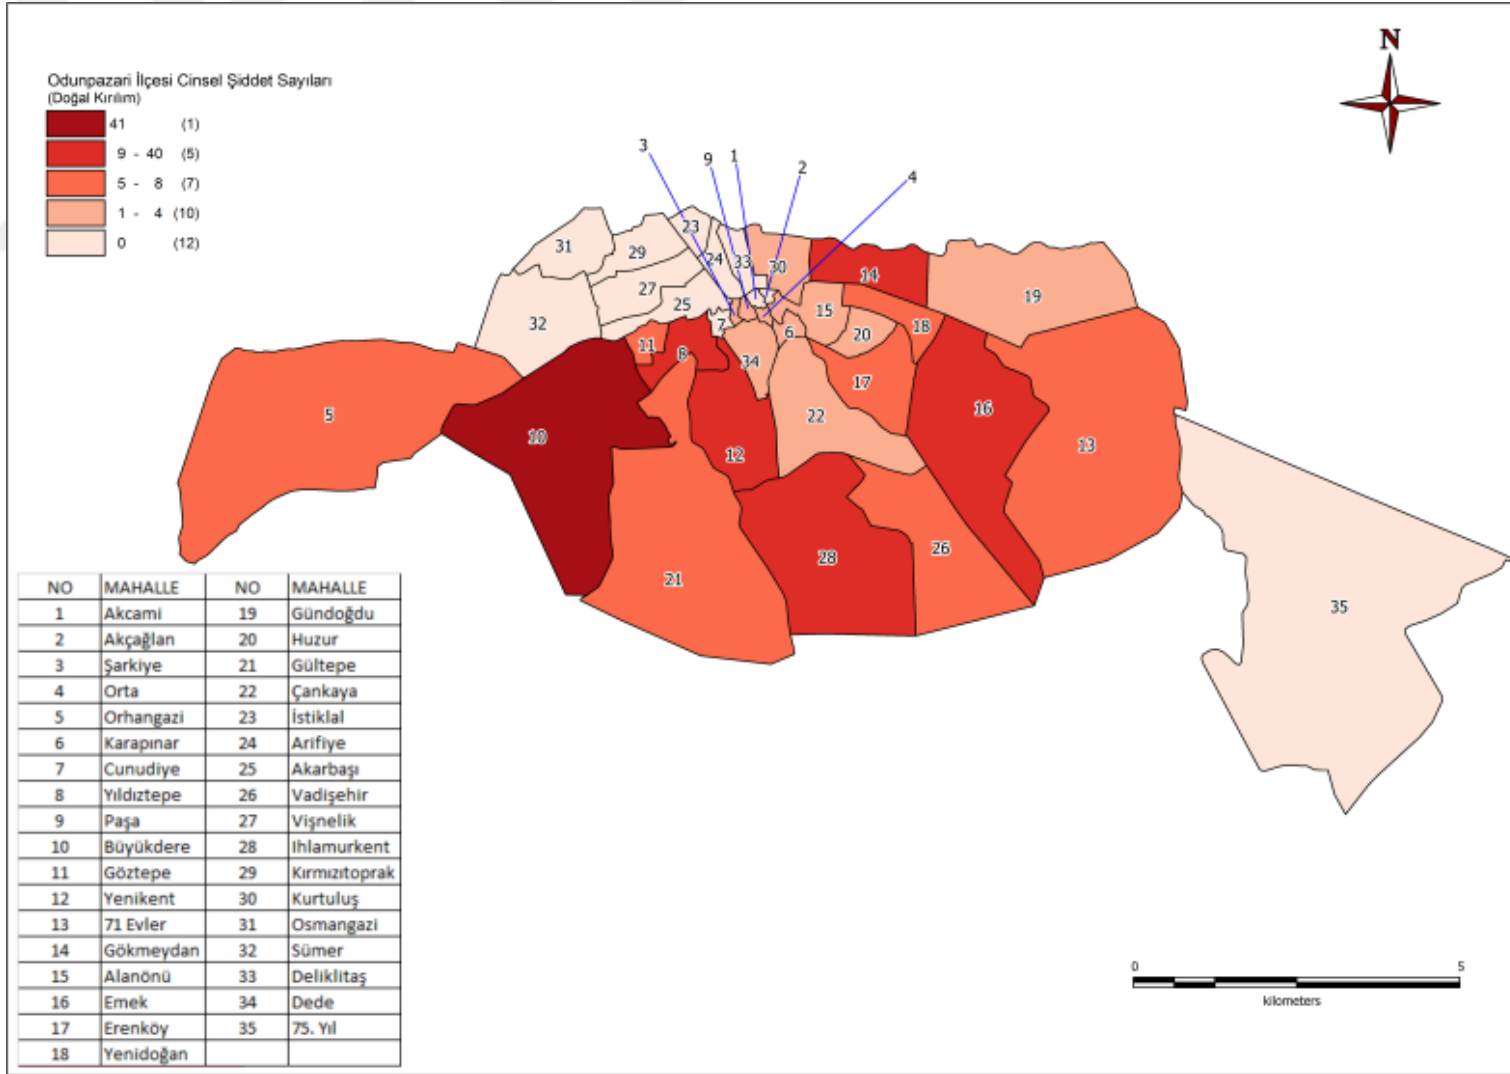 N
Odunpazari İlçesi Cinsel Şiddet Sayıları
(Doğal Kırılım)
41 (1)
9 - 40 (5)
5 - 8 (7)
1 - 4 (10)
0 (12)
3 9 1 2 4
31 29 23 24 33 30 14 19
27 25 32 7 15 20 18 6
11 8 34 17 16 13
5 10 12 22
21 28 26 35
NO MAHALLE NO MAHALLE
1 Akcami 19 Gündoğdu
2 Akçağlan 20 Huzur
3 Şarkiye 21 Gültepe
4 Orta 22 Çankaya
5 Orhangazi 23 İstiklal
6 Karapınar 24 Arifiye
7 Cunudiye 25 Akarbaşı
8 Yıldıztepe 26 Vadişehir
9 Paşa 27 Vişnelik
10 Büyükdere 28 Ihlamurkent
11 Göztepe 29 Kırmızıtoprak
12 Yenikent 30 Kurtuluş
13 71 Evler 31 Osmangazi
14 Gökmeydan 32 Sümer
15 Alanönü 33 Deliklitaş
16 Emek 34 Dede
17 Erenköy 35 75. Yıl
18 Yenidoğan
0 5
kilometers